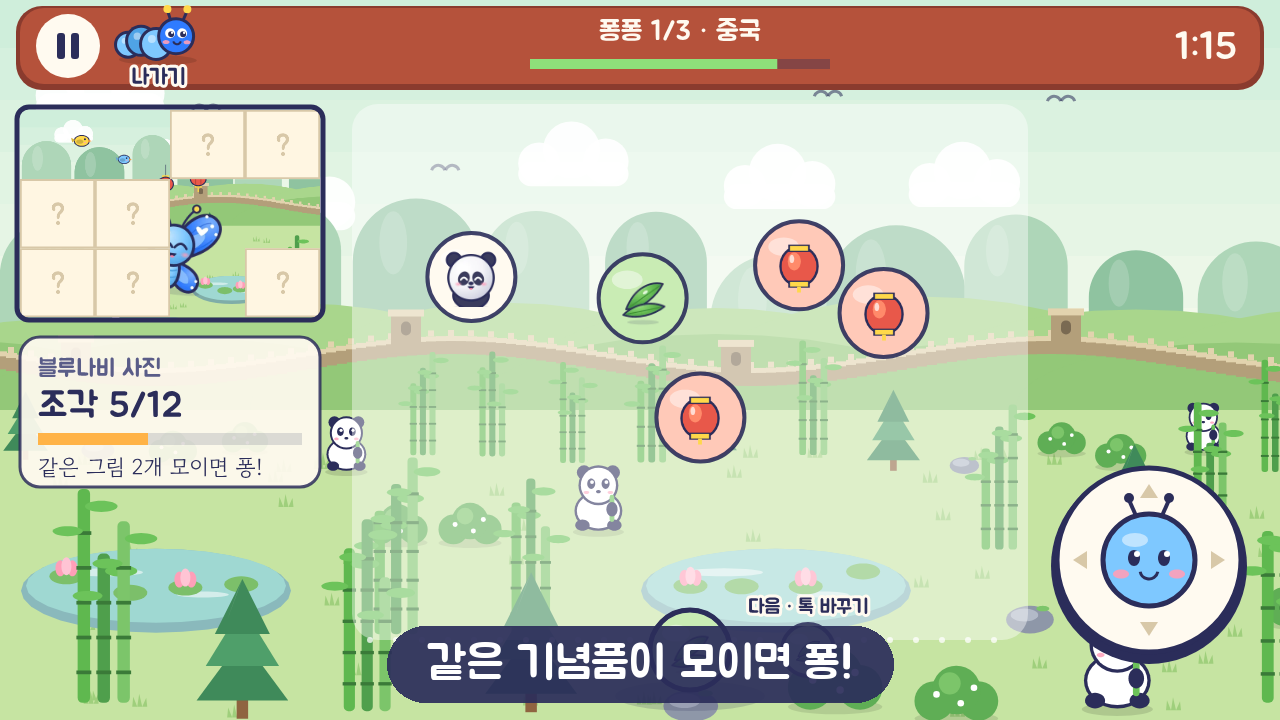 퐁퐁 1/3 · 중국
1:15
나가기
?
?
?
?
?
?
?
블루나비 사진
조각 5/12
같은 그림 2개 모이면 퐁!
다음 · 톡 바꾸기
같은 기념품이 모이면 퐁!